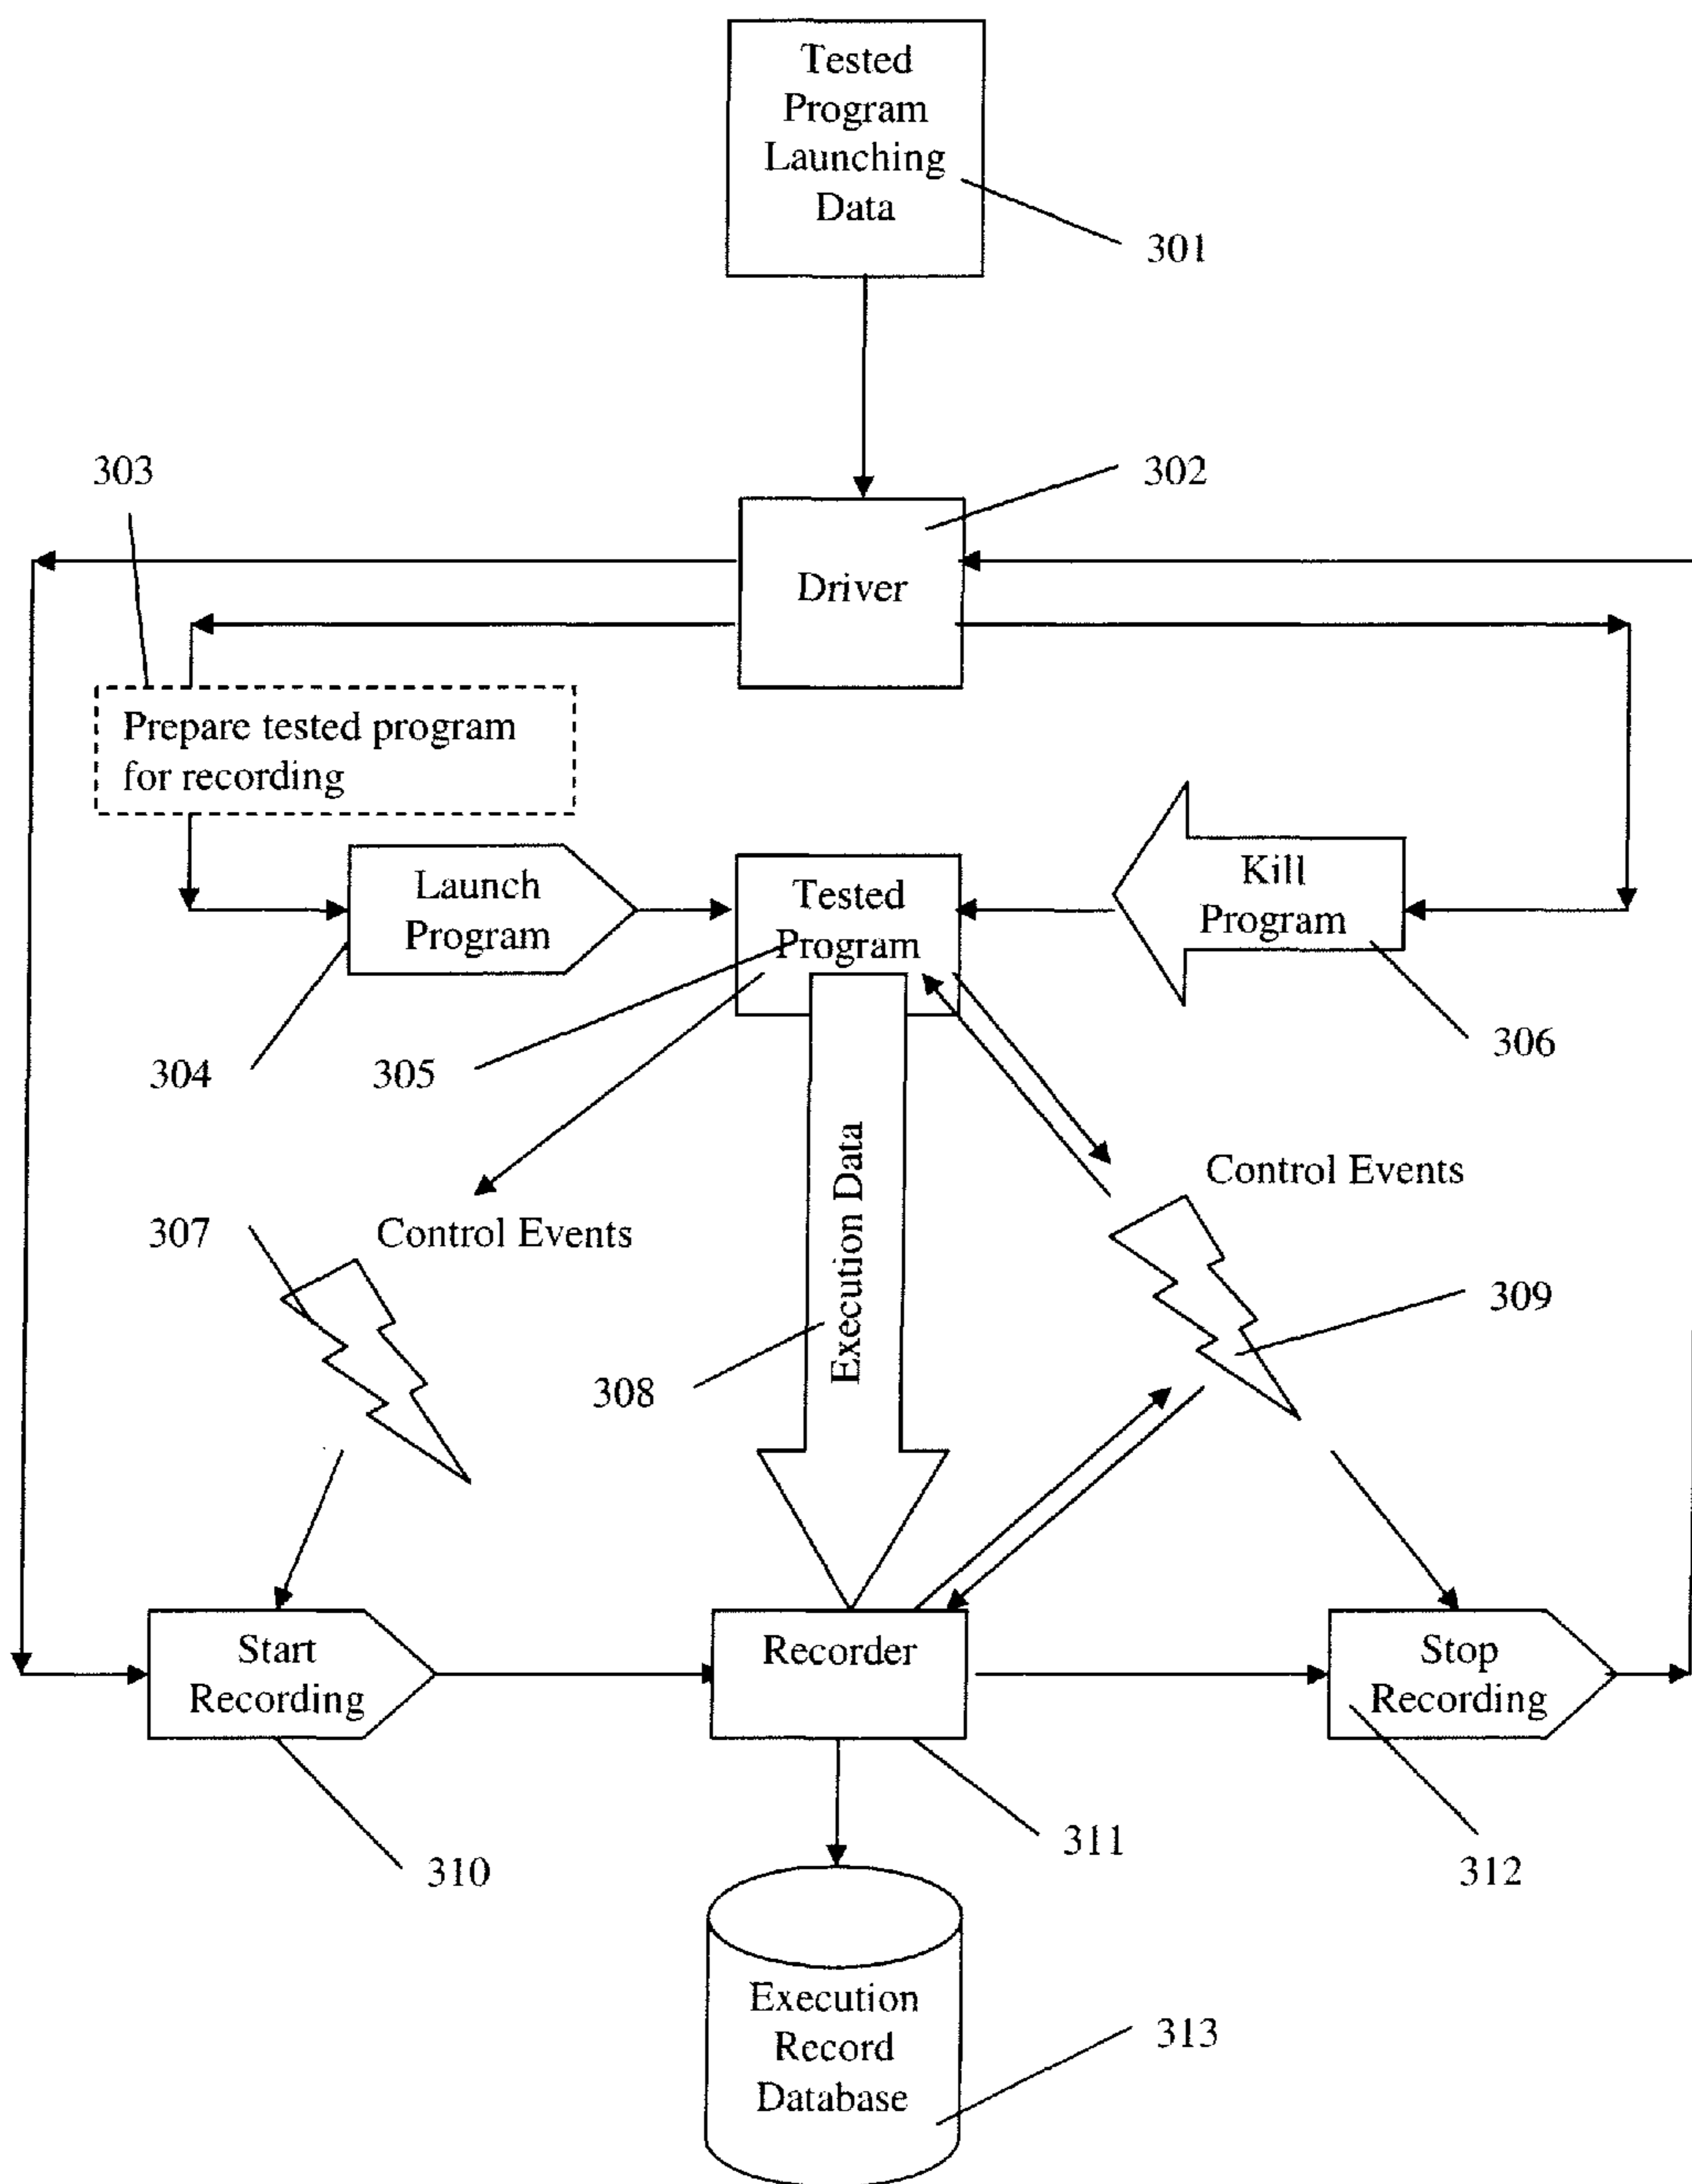 Tested
Program
Launching
Data
301
303
302
Driver
Prepare tested program
for recording
Launch
Program
Tested
Program
Kill
Program
304
305
306
Control Events
307
Control Events
Execution Data
309
308
Start
Recording
Recorder
Stop
Recording
310
311
312
Execution
Record
Database
313